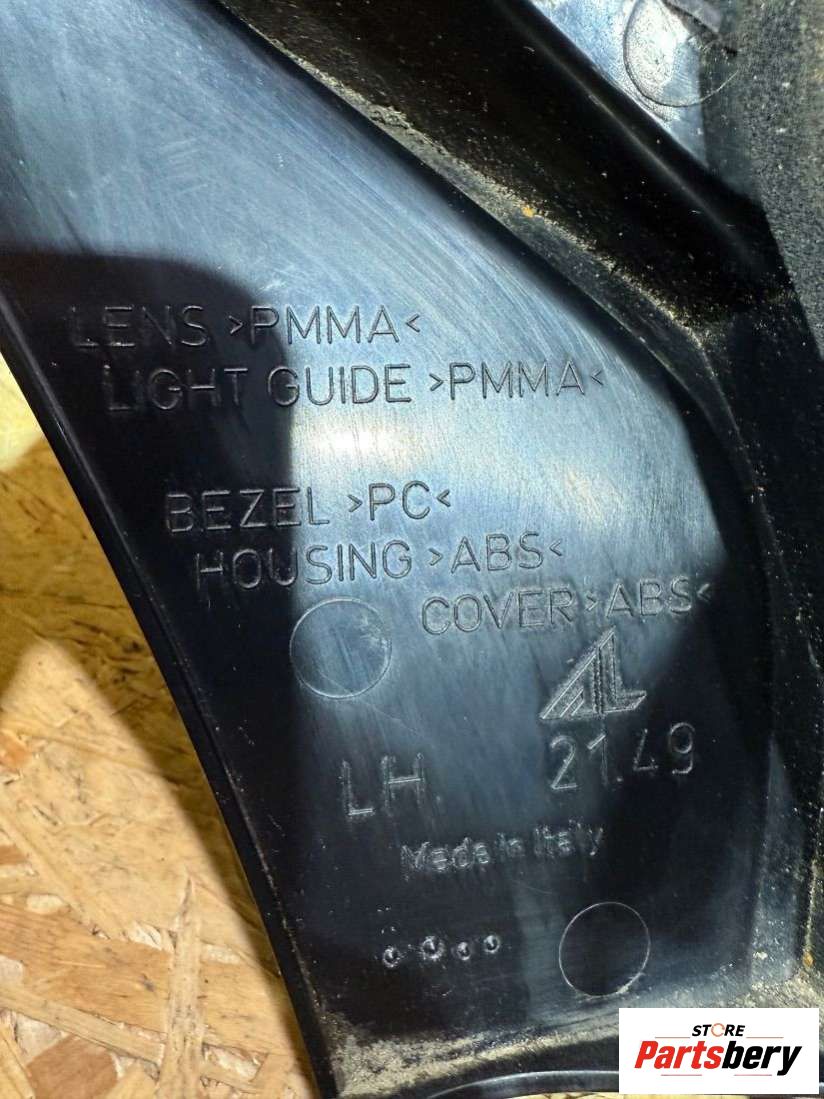 LENS >PMMA<
LIGHT GUIDE >PMMA<
BEZEL >PC<
HOUSING >ABS<
COVER >ABS<
AL
LH.
21.49
Made in Italy
STORE
Partsbery